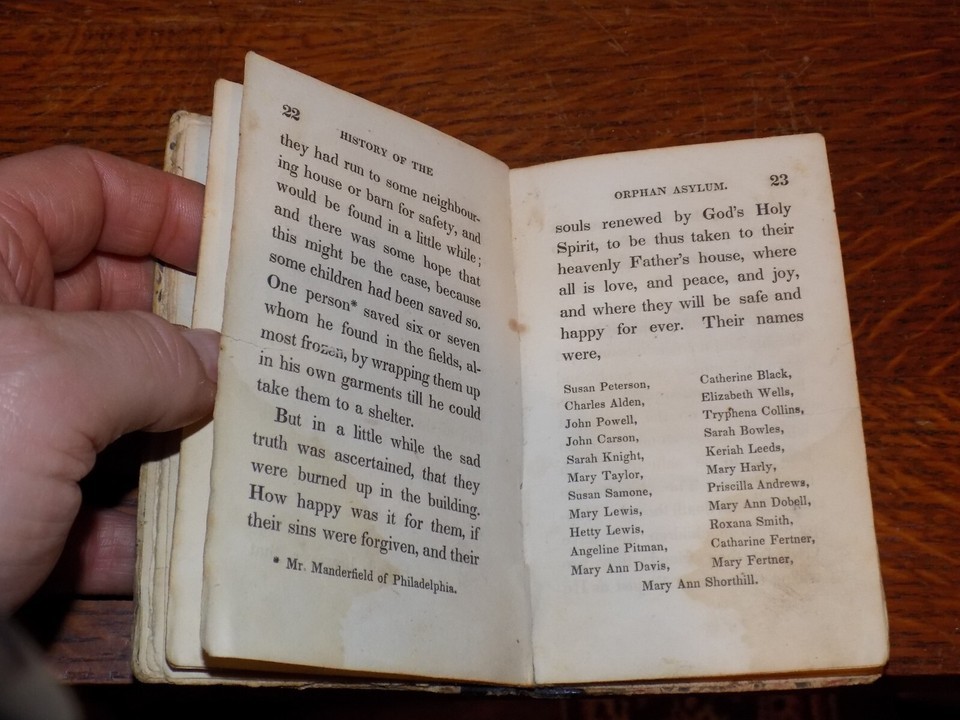 22
HISTORY OF THE
they had run to some neighbour-
ing house or barn for safety, and
would be found in a little while;
and there was some hope that
this might be the case, because
some children had been saved so.
One person* saved six or seven
whom he found in the fields, al-
most frozen, by wrapping them up
in his own garments till he could
take them to a shelter.
But in a little while the sad
truth was ascertained, that they
were burned up in the building.
How happy was it for them, if
their sins were forgiven, and their
* Mr. Manderfield of Philadelphia.
ORPHAN ASYLUM. 23
souls renewed by God's Holy
Spirit, to be thus taken to their
heavenly Father's house, where
all is love, and peace, and joy,
and where they will be safe and
happy for ever. Their names
were,
Susan Peterson,
Charles Alden,
John Powell,
John Carson,
Sarah Knight,
Mary Taylor,
Susan Samone,
Mary Lewis,
Hetty Lewis,
Angeline Pitman,
Mary Ann Davis,
Catherine Black,
Elizabeth Wells,
Tryphena Collins,
Sarah Bowles,
Keriah Leeds,
Mary Harly,
Priscilla Andrews,
Mary Ann Dobell,
Roxana Smith,
Catharine Fertner,
Mary Fertner,
Mary Ann Shorthill.